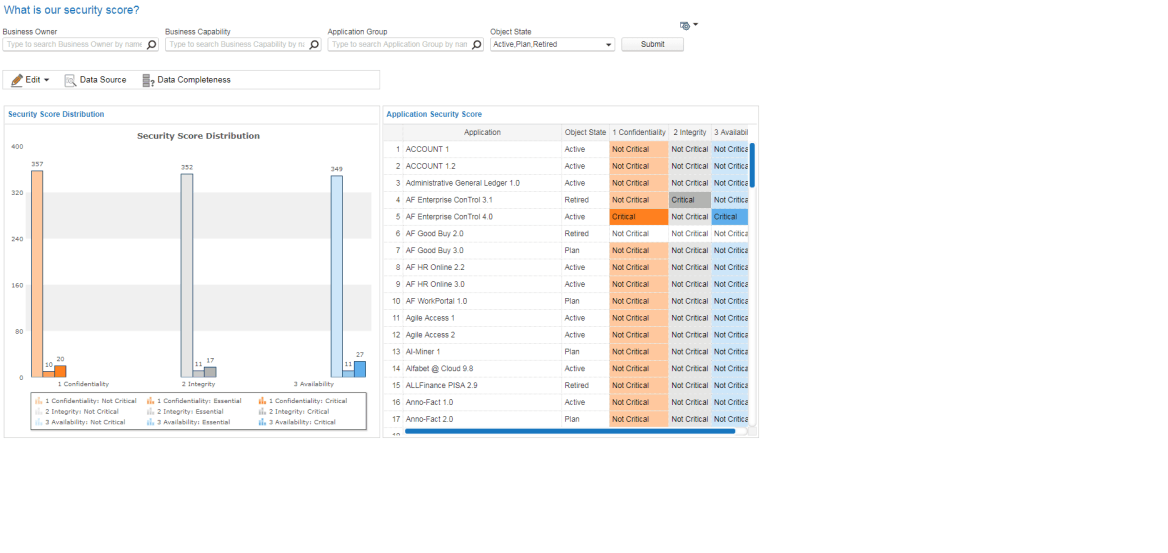 What is our security score?
Business Owner
Business Capability
Application Group
Object State
Type to search Business Owner by name
Type to search Business Capability by nu
Type to search Application Group by nam
Active,Plan,Retired
Submit
Edit
Data Source
Data Completeness
Security Score Distribution
Security Score Distribution
400
320
240
160
80
0
357
10
20
352
11
17
349
11
27
1 Confidentiality
2 Integrity
3 Availability
1 Confidentiality: Not Critical
1 Confidentiality: Essential
1 Confidentiality: Critical
2 Integrity: Not Critical
2 Integrity: Essential
2 Integrity: Critical
3 Availability: Not Critical
3 Availability: Essential
3 Availability: Critical
Application Security Score
Application Object State 1 Confidentiality 2 Integrity 3 Availabil
1 ACCOUNT 1 Active Not Critical Not Critical Not Critica
2 ACCOUNT 1.2 Active Not Critical Not Critical Not Critica
3 Administrative General Ledger 1.0 Active Not Critical Not Critical Not Critica
4 AF Enterprise ConTrol 3.1 Retired Not Critical Critical Not Critica
5 AF Enterprise ConTrol 4.0 Active Critical Not Critical Critical
6 AF Good Buy 2.0 Retired Not Critical Not Critical Not Critica
7 AF Good Buy 3.0 Plan Not Critical Not Critical Not Critica
8 AF HR Online 2.2 Active Not Critical Not Critical Not Critica
9 AF HR Online 3.0 Active Not Critical Not Critical Not Critica
10 AF WorkPortal 1.0 Plan Not Critical Not Critical Not Critica
11 Agile Access 1 Active Not Critical Not Critical Not Critica
12 Agile Access 2 Active Not Critical Not Critical Not Critica
13 AI-Miner 1 Plan Not Critical Not Critical Not Critica
14 Alfabet @ Cloud 9.8 Active Not Critical Not Critical Not Critica
15 ALLFinance PISA 2.9 Retired Not Critical Not Critical Not Critica
16 Anno-Fact 1.0 Active Not Critical Not Critical Not Critica
17 Anno-Fact 2.0 Plan Not Critical Not Critical Not Critica